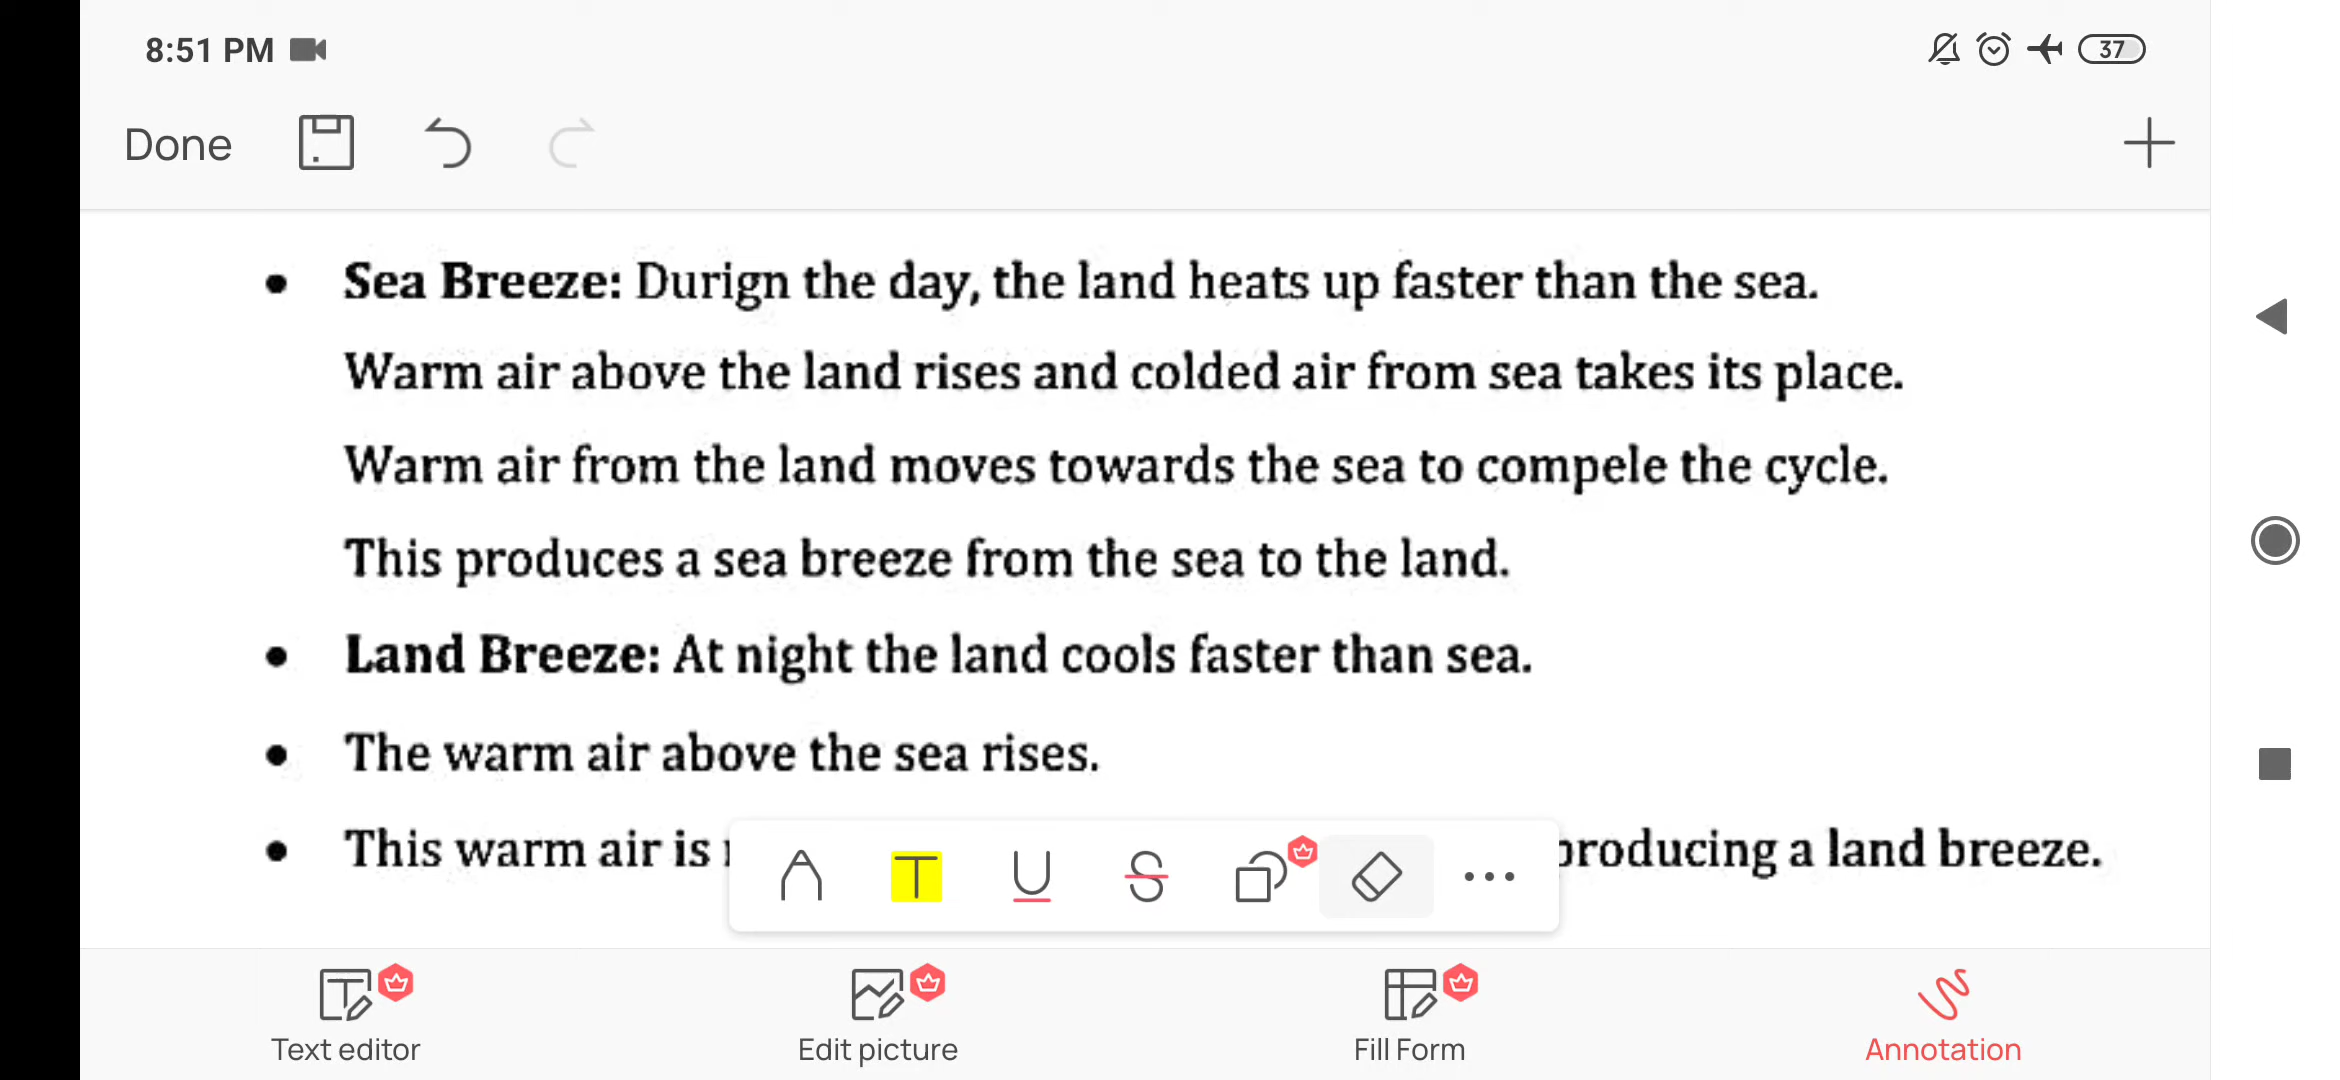 8:51 PM
37
Done
• Sea Breeze: Durign the day, the land heats up faster than the sea.
Warm air above the land rises and colded air from sea takes its place.
Warm air from the land moves towards the sea to compele the cycle.
This produces a sea breeze from the sea to the land.
• Land Breeze: At night the land cools faster than sea.
• The warm air above the sea rises.
• This warm air is producing a land breeze.
Text editor
Edit picture
Fill Form
Annotation